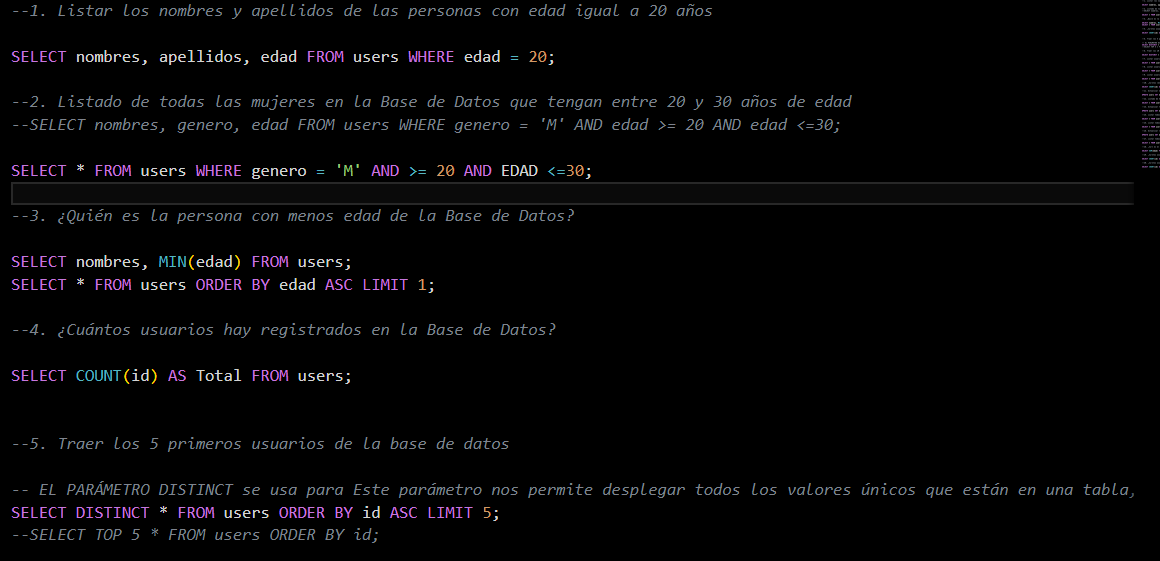 --1. Listar los nombres y apellidos de las personas con edad igual a 20 años
SELECT nombres, apellidos, edad FROM users WHERE edad = 20;
--2. Listado de todas las mujeres en la Base de Datos que tengan entre 20 y 30 años de edad
--SELECT nombres, genero, edad FROM users WHERE genero = 'M' AND edad >= 20 AND edad <=30;
SELECT * FROM users WHERE genero = 'M' AND >= 20 AND EDAD <=30;
--3. ¿Quién es la persona con menos edad de la Base de Datos?
SELECT nombres, MIN(edad) FROM users;
SELECT * FROM users ORDER BY edad ASC LIMIT 1;
--4. ¿Cuántos usuarios hay registrados en la Base de Datos?
SELECT COUNT(id) AS Total FROM users;
--5. Traer los 5 primeros usuarios de la base de datos
-- EL PARÁMETRO DISTINCT se usa para Este parámetro nos permite desplegar todos los valores únicos que están en una tabla,
SELECT DISTINCT * FROM users ORDER BY id ASC LIMIT 5;
--SELECT TOP 5 * FROM users ORDER BY id;